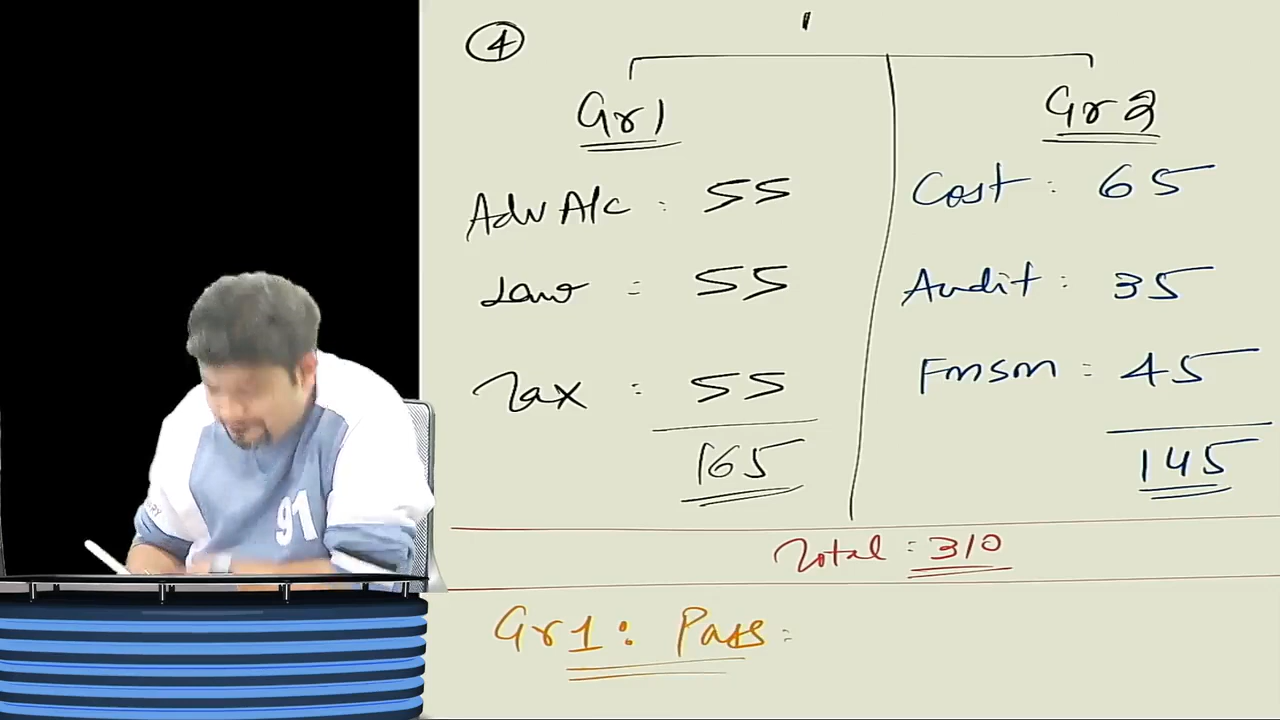 4
Gr1
Gr2
Adv A/c : 55
Cost : 65
Law = 55
Audit : 35
Tax : 55
Fmsm : 45
165
145
Total : 310
Gr1 : Pass :
91